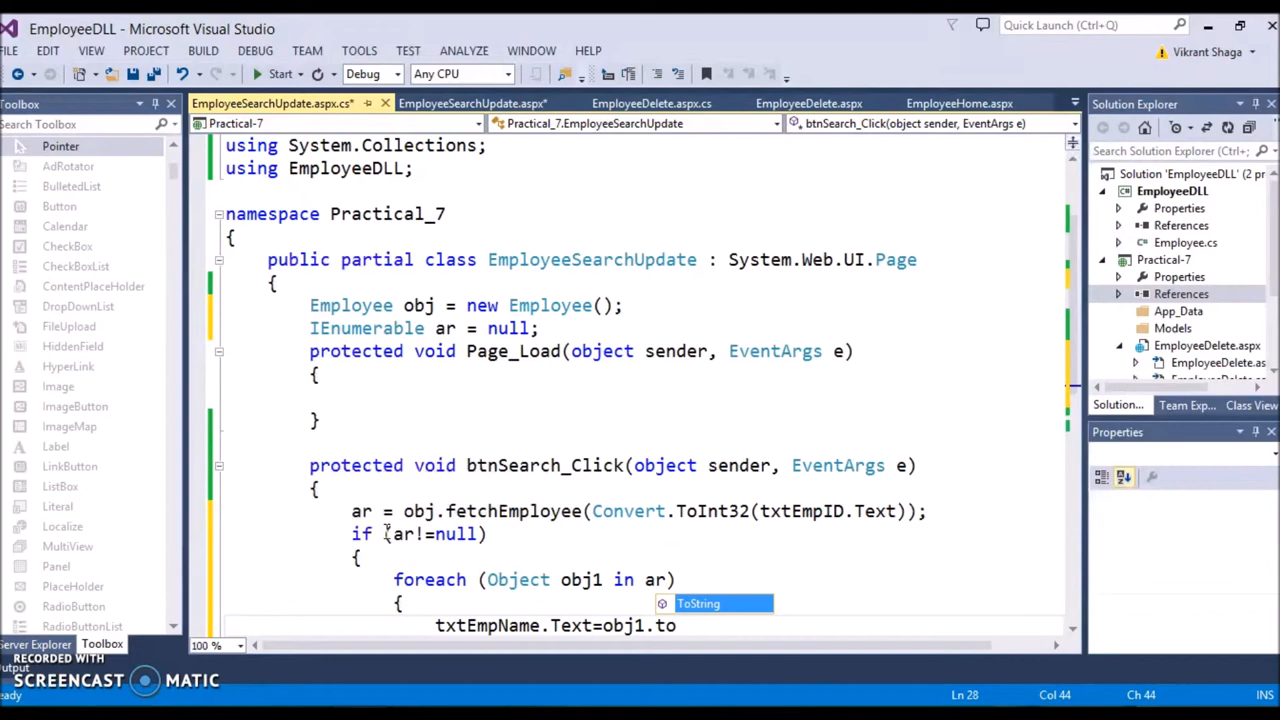 EmployeeDLL - Microsoft Visual Studio
Quick Launch (Ctrl+Q)
FILE EDIT VIEW PROJECT BUILD DEBUG TEAM TOOLS TEST ANALYZE WINDOW HELP
Vikrant Shaga
Start Debug Any CPU
Toolbox
EmployeeSearchUpdate.aspx.cs* EmployeeSearchUpdate.aspx* EmployeeDelete.aspx.cs EmployeeDelete.aspx EmployeeHome.aspx
Solution Explorer
Search Toolbox
Practical-7 Practical_7.EmployeeSearchUpdate btnSearch_Click(object sender, EventArgs e)
Pointer
AdRotator
BulletedList
Button
Calendar
CheckBox
CheckBoxList
ContentPlaceHolder
DropDownList
FileUpload
HiddenField
HyperLink
Image
ImageButton
ImageMap
Label
LinkButton
ListBox
Literal
Localize
MultiView
Panel
PlaceHolder
RadioButton
RadioButtonList
Server Explorer Toolbox
Output
using System.Collections;
using EmployeeDLL;
namespace Practical_7
{
public partial class EmployeeSearchUpdate : System.Web.UI.Page
{
Employee obj = new Employee();
IEnumerable ar = null;
protected void Page_Load(object sender, EventArgs e)
{
}
protected void btnSearch_Click(object sender, EventArgs e)
{
ar = obj.fetchEmployee(Convert.ToInt32(txtEmpID.Text));
if (ar!=null)
{
foreach (Object obj1 in ar)
{
ToString
txtEmpName.Text=obj1.to
100 %
Search Solution Explorer (Ctrl+;)
Solution 'EmployeeDLL' (2 pr
EmployeeDLL
Properties
References
Employee.cs
Practical-7
Properties
References
App_Data
Models
EmployeeDelete.as
EmployeeDelete.as
EmployeeDelete.as
Solution... Team Exp... Class View
Properties
RECORDED WITH
SCREENCAST MATIC
Ready
Ln 28 Col 44 Ch 44 INS